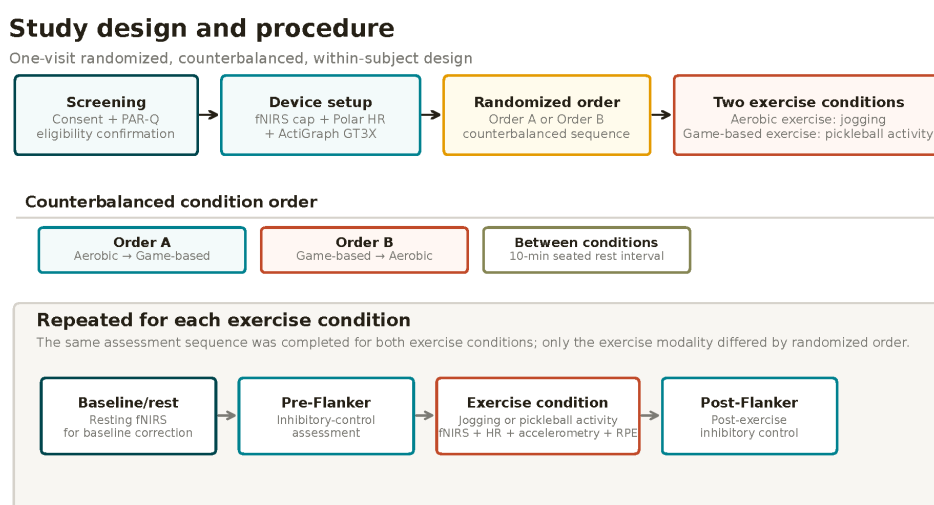 Study design and procedure
One-visit randomized, counterbalanced, within-subject design
Screening
Consent + PAR-Q
eligibility confirmation
Device setup
fNIRS cap + Polar HR
+ ActiGraph GT3X
Randomized order
Order A or Order B
counterbalanced sequence
Two exercise conditions
Aerobic exercise: jogging
Game-based exercise: pickleball activity
Counterbalanced condition order
Order A
Aerobic → Game-based
Order B
Game-based → Aerobic
Between conditions
10-min seated rest interval
Repeated for each exercise condition
The same assessment sequence was completed for both exercise conditions; only the exercise modality differed by randomized order.
Baseline/rest
Resting fNIRS
for baseline correction
Pre-Flanker
Inhibitory-control
assessment
Exercise condition
Jogging or pickleball activity
fNIRS + HR + accelerometry + RPE
Post-Flanker
Post-exercise
inhibitory control